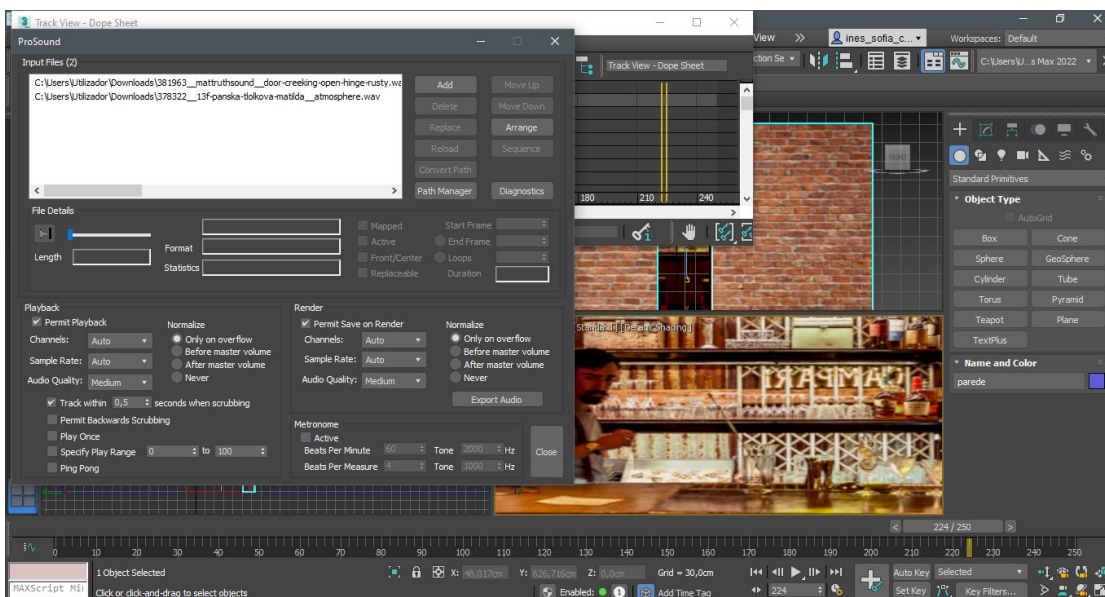 3 Track View - Dope Sheet
View
ines_sofia_c...
Workspaces: Default
ProSound
Input Files (2)
C:\Users\Utilizador\Downloads\381963__mattruthsound__door-creeking-open-hinge-rusty.wa
C:\Users\Utilizador\Downloads\378322__13f-panska-tlolkova-matilda__atmosphere.wav
Add
Move Up
Delete
Move Down
Replace
Arrange
Reload
Sequence
Convert Path
Path Manager
Diagnostics
Track View - Dope Sheet
ction Se
C:\Users\U...s Max 2022
180
210
240
FRONT
Standard Primitives
Object Type
AutoGrid
Box
Cone
Sphere
GeoSphere
Cylinder
Tube
Torus
Pyramid
Teapot
Plane
TextPlus
Name and Color
parede
File Details
Length
Format
Statistics
Mapped
Active
Front/Center
Replaceable
Start Frame
End Frame
Loops
Duration
Playback
Permit Playback
Channels: Auto
Sample Rate: Auto
Audio Quality: Medium
Normalize
Only on overflow
Before master volume
After master volume
Never
Track within 0,5 seconds when scrubbing
Permit Backwards Scrubbing
Play Once
Specify Play Range 0 to 100
Ping Pong
Render
Permit Save on Render
Channels: Auto
Sample Rate: Auto
Audio Quality: Medium
Normalize
Only on overflow
Before master volume
After master volume
Never
Export Audio
Metronome
Active
Beats Per Minute 60 Tone 2000 Hz
Beats Per Measure 4 Tone 1000 Hz
Close
Standard ] [Default Shading ]
CAMPARI
< 224 / 250 >
0 10 20 30 40 50 60 70 80 90 100 110 120 130 140 150 160 170 180 190 200 210 220 230 240 250
MAXScript Mi
1 Object Selected
Click or click-and-drag to select objects
X: -48,017cm Y: 626,716cm Z: 0,0cm
Grid = 30,0cm
Enabled: 1
Add Time Tag
224
Auto Key
Selected
Set Key
Key Filters...